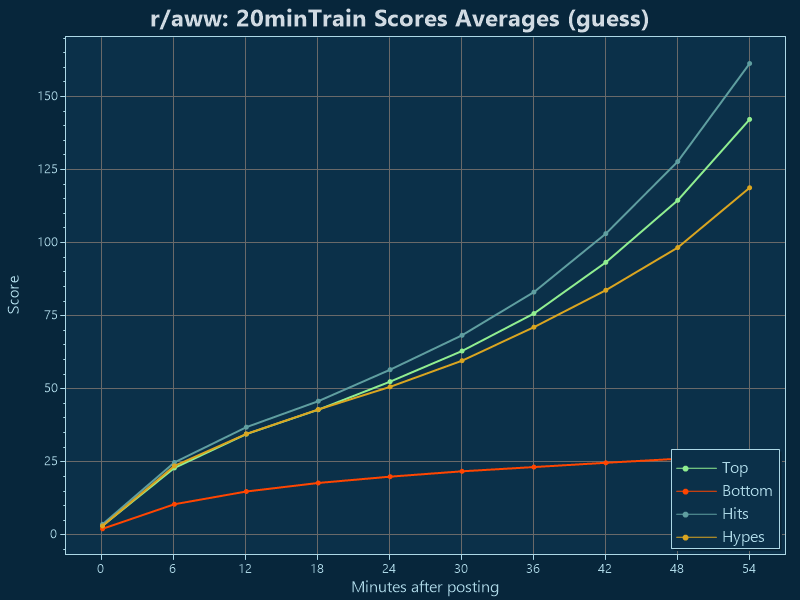 r/aww: 20minTrain Scores Averages (guess)
150
125
100
75
50
25
0
Score
0 6 12 18 24 30 36 42 48 54
Minutes after posting
Top
Bottom
Hits
Hypes